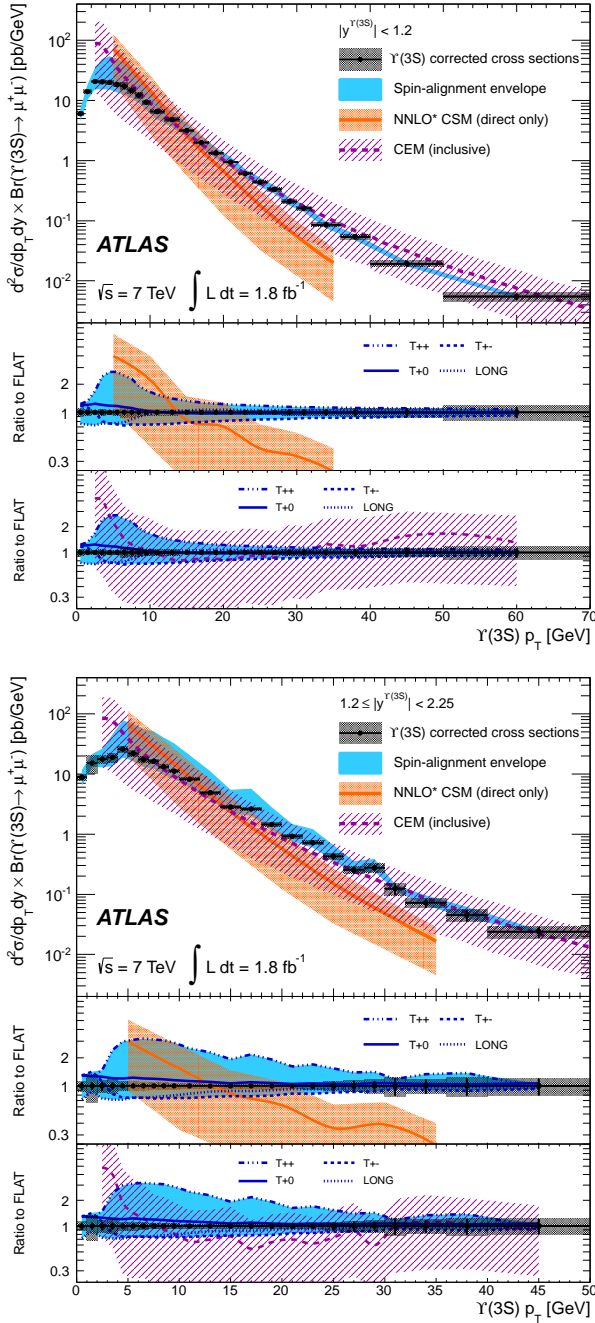 d²σ/dp_T dy × Br(ϒ(3S)→ μ⁺μ⁻) [pb/GeV]
10²
10
1
10⁻¹
10⁻²
|y^ϒ(3S)| < 1.2
ϒ(3S) corrected cross sections
Spin-alignment envelope
NNLO* CSM (direct only)
CEM (inclusive)
ATLAS
√s = 7 TeV ∫ L dt = 1.8 fb⁻¹
Ratio to FLAT
2
1
0.3
T++ T+-
T+0 LONG
Ratio to FLAT
2
1
0.3
T++ T+-
T+0 LONG
0 10 20 30 40 50 60 70
ϒ(3S) p_T [GeV]
d²σ/dp_T dy × Br(ϒ(3S)→ μ⁺μ⁻) [pb/GeV]
10²
10
1
10⁻¹
10⁻²
1.2 ≤ |y^ϒ(3S)| < 2.25
ϒ(3S) corrected cross sections
Spin-alignment envelope
NNLO* CSM (direct only)
CEM (inclusive)
ATLAS
√s = 7 TeV ∫ L dt = 1.8 fb⁻¹
Ratio to FLAT
2
1
0.3
T++ T+-
T+0 LONG
Ratio to FLAT
2
1
0.3
T++ T+-
T+0 LONG
0 5 10 15 20 25 30 35 40 45 50
ϒ(3S) p_T [GeV]